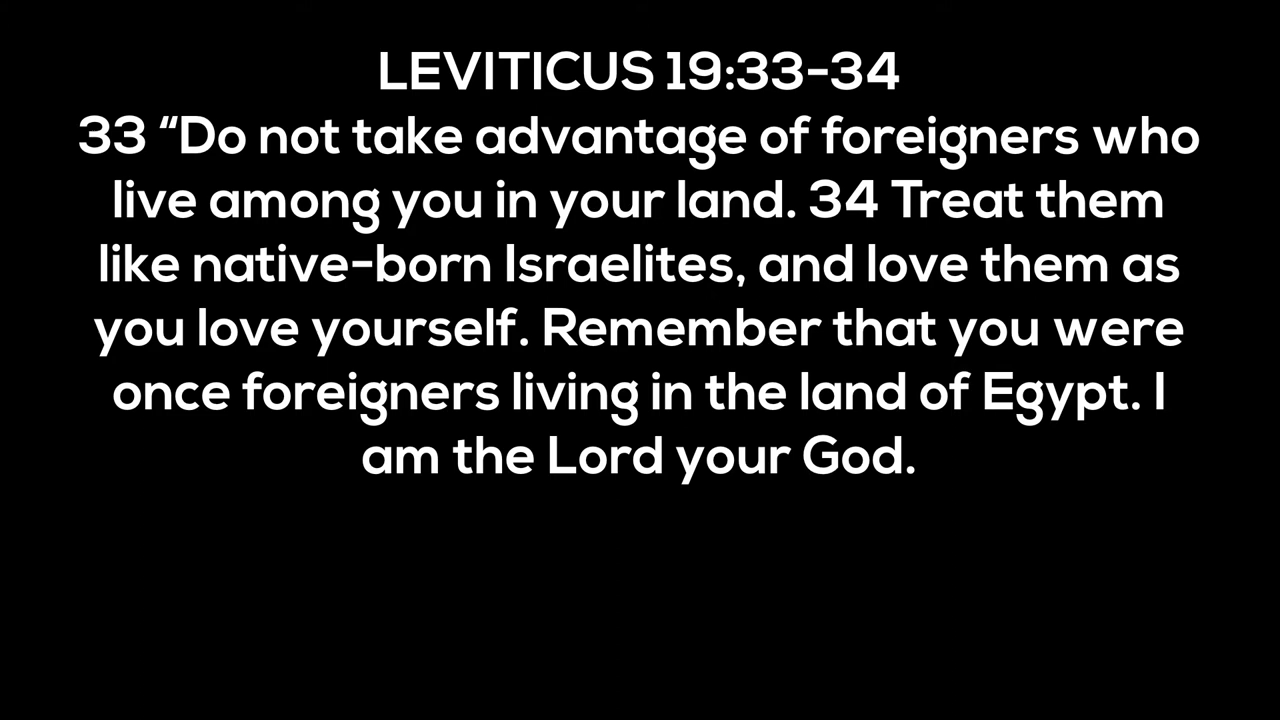 LEVITICUS 19:33-34
33 “Do not take advantage of foreigners who
live among you in your land. 34 Treat them
like native-born Israelites, and love them as
you love yourself. Remember that you were
once foreigners living in the land of Egypt. I
am the Lord your God.